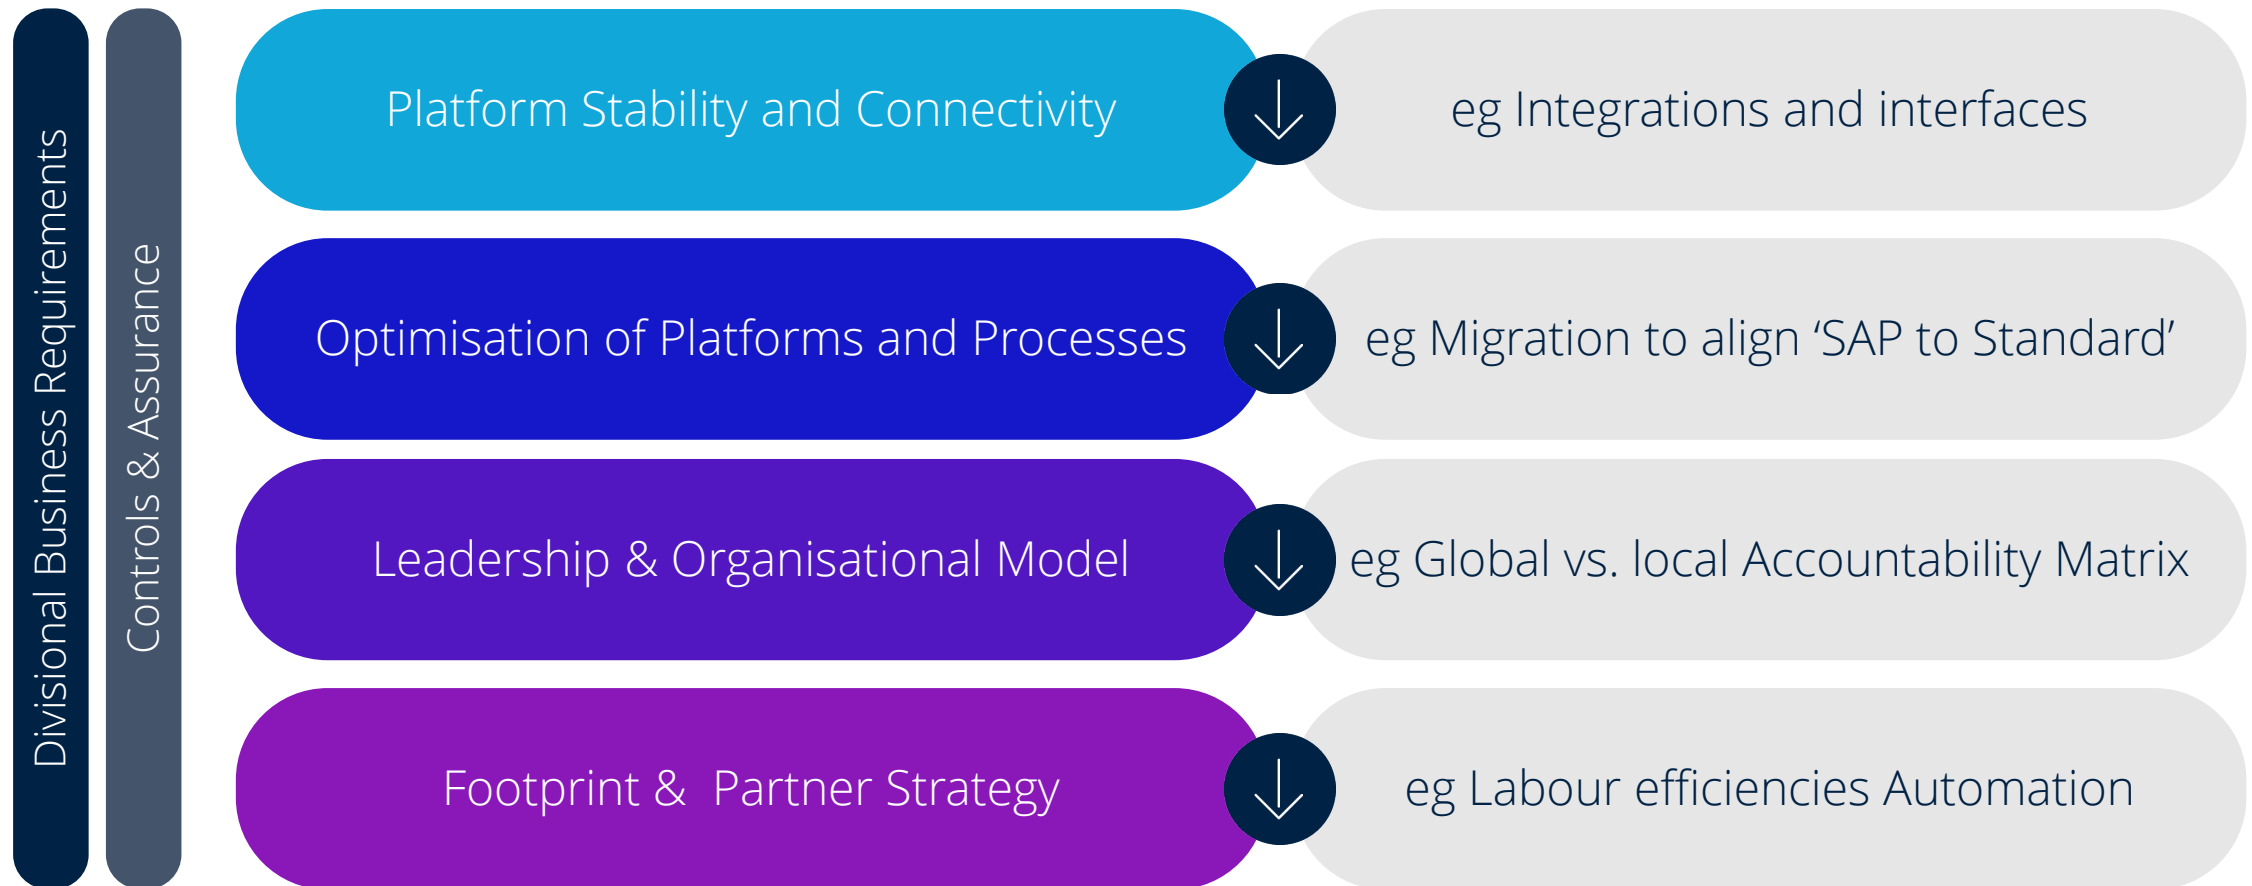 Divisional Business Requirements
Controls & Assurance
Platform Stability and Connectivity
eg Integrations and interfaces
Optimisation of Platforms and Processes
eg Migration to align ‘SAP to Standard’
Leadership & Organisational Model
eg Global vs. local Accountability Matrix
Footprint & Partner Strategy
eg Labour efficiencies Automation